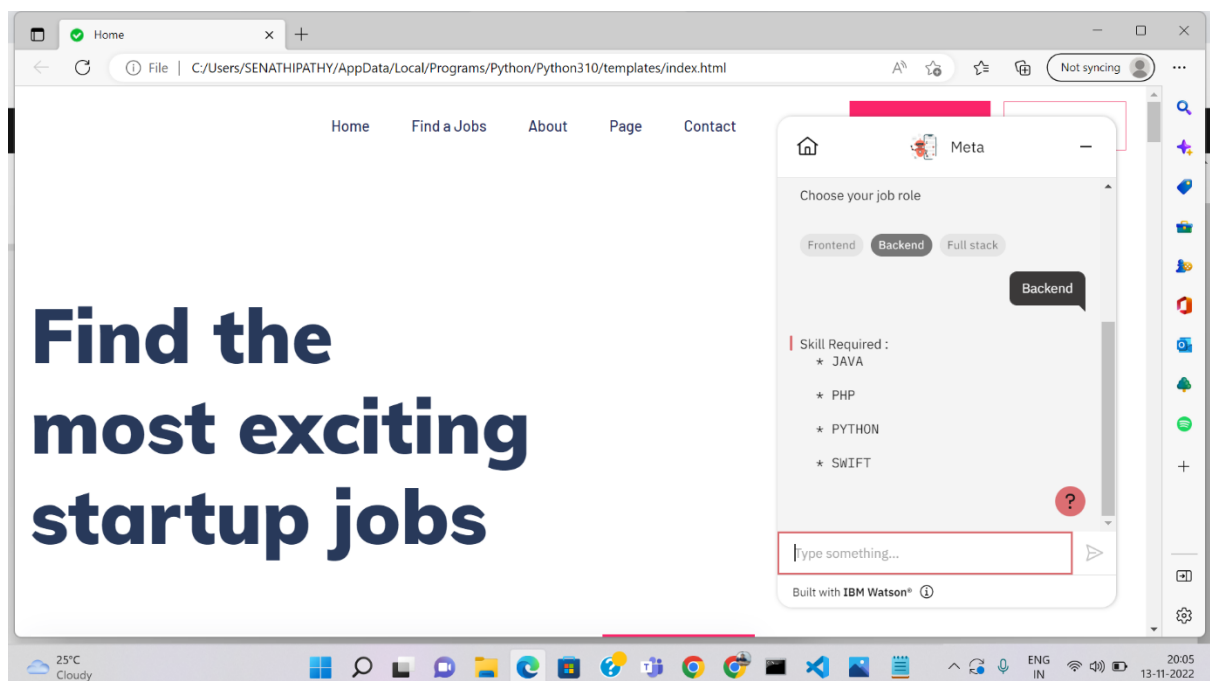 Home
File | C:/Users/SENATHIPATHY/AppData/Local/Programs/Python/Python310/templates/index.html
Not syncing
Home Find a Jobs About Page Contact
Find the
most exciting
startup jobs
Meta
Choose your job role
Frontend Backend Full stack
Backend
Skill Required :
* JAVA
* PHP
* PYTHON
* SWIFT
?
Type something...
Built with IBM Watson®
25°C
Cloudy
ENG
IN
20:05
13-11-2022